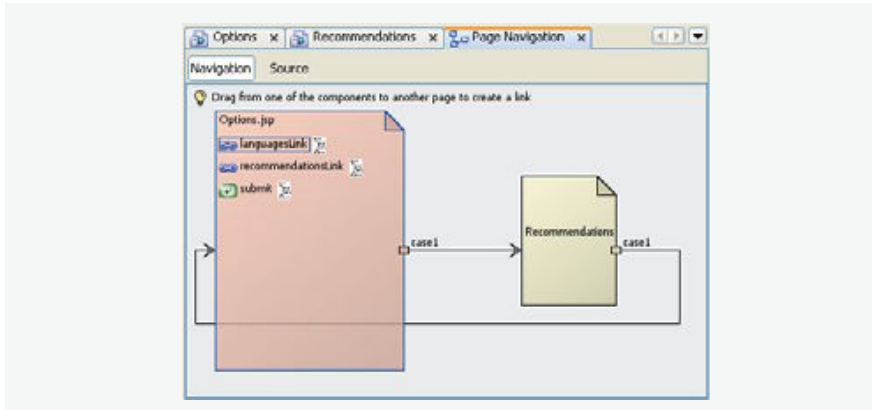 Options x Recommendations x Page Navigation x
Navigation Source
Drag from one of the components to another page to create a link
Options.jsp
languagesLink
recommendationsLink
submit
case1
Recommendations
case1